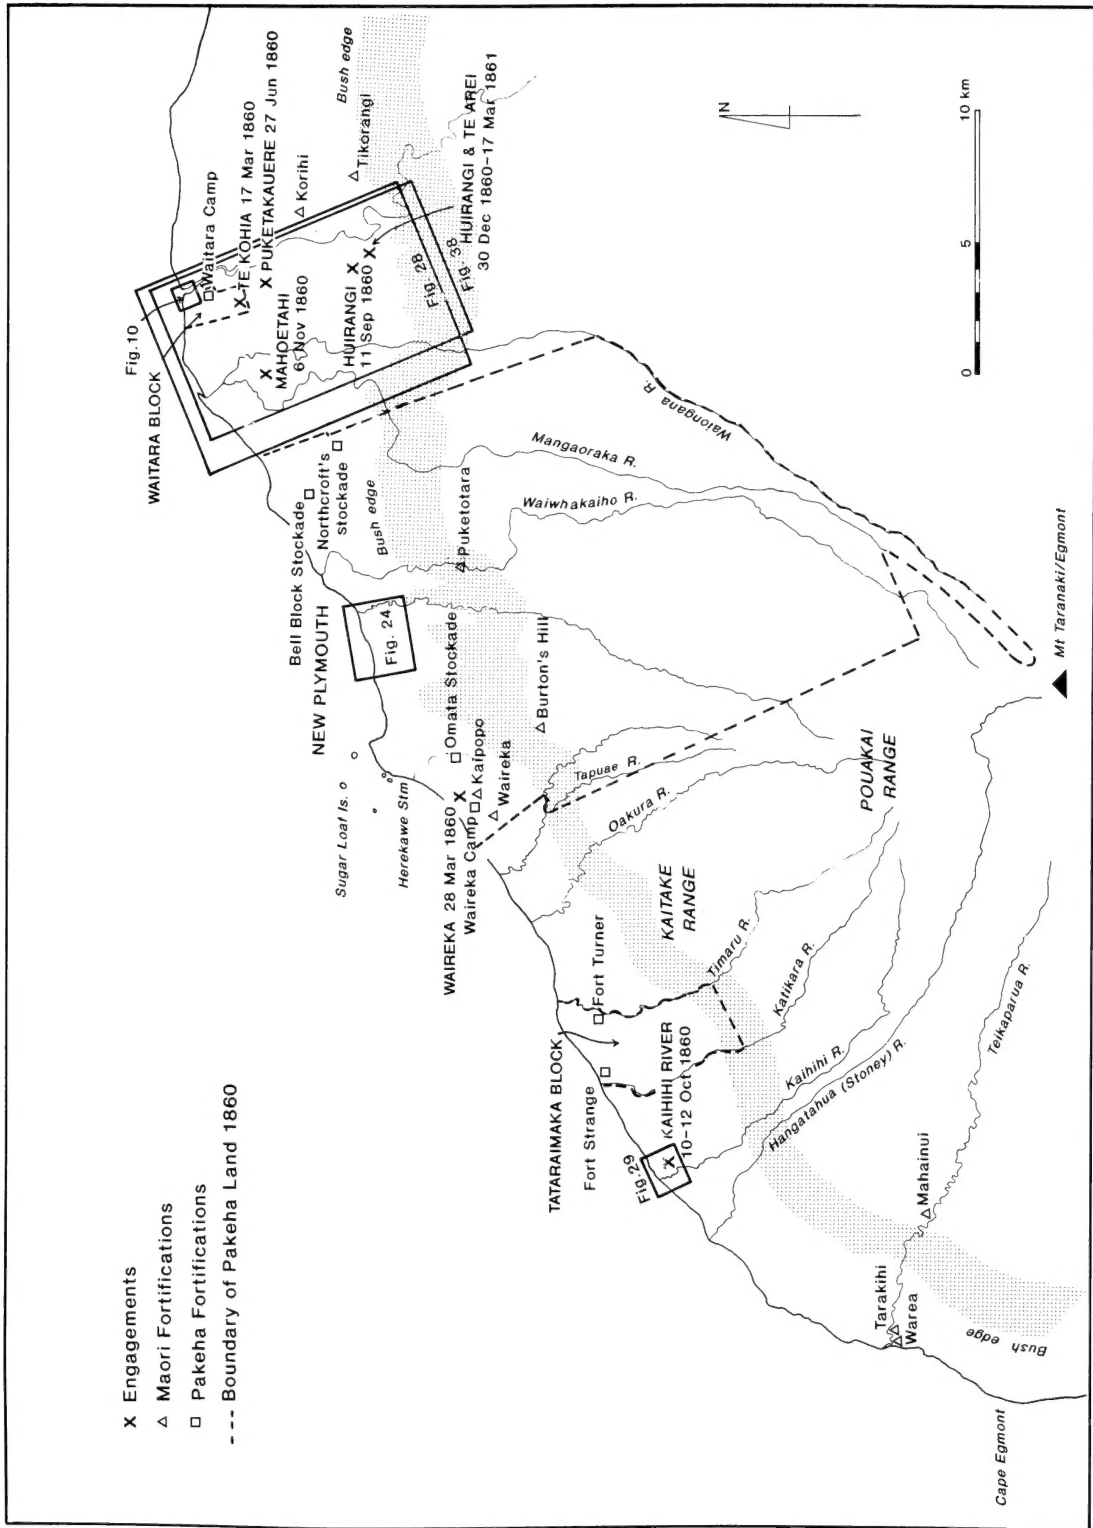 X Engagements
△ Maori Fortifications
□ Pakeha Fortifications
--- Boundary of Pakeha Land 1860
Fig.10
WAITARA BLOCK
Waitara Camp
TE KOHIA 17 Mar 1860
PUKETAKAUERE 27 Jun 1860
Korihi
Tikorangi
Bush edge
MAHOETAHI
6 Nov 1860
HUIRANGI
11 Sep 1860
Fig. 28
Fig. 38
HUIRANGI & TE AREI
30 Dec 1860-17 Mar 1861
Bell Block Stockade
Northcroft's
stockade
Bush edge
NEW PLYMOUTH
Fig. 24
Puketotara
Mangaoraka R.
Waiwhakaiho R.
Waiongana R.
Sugar Loaf Is.
Herekawe Stm
Omata Stockade
Burton's Hill
WAIREKA 28 Mar 1860
Waireka Camp
Kaipopo
Waireka
Tapuae R.
Oakura R.
POUAKAI
RANGE
KAITAKE
RANGE
TATARAIMAKA BLOCK
Fort Turner
Fort Strange
Timaru R.
Katikara R.
Fig.29
KAIHIHI RIVER
10-12 Oct 1860
Kaihihi R.
Hangatahua (Stoney) R.
Teikaparua R.
Mahainui
Tarakihi
Warea
Bush edge
Cape Egmont
Mt Taranaki/Egmont
N
0 5 10 km